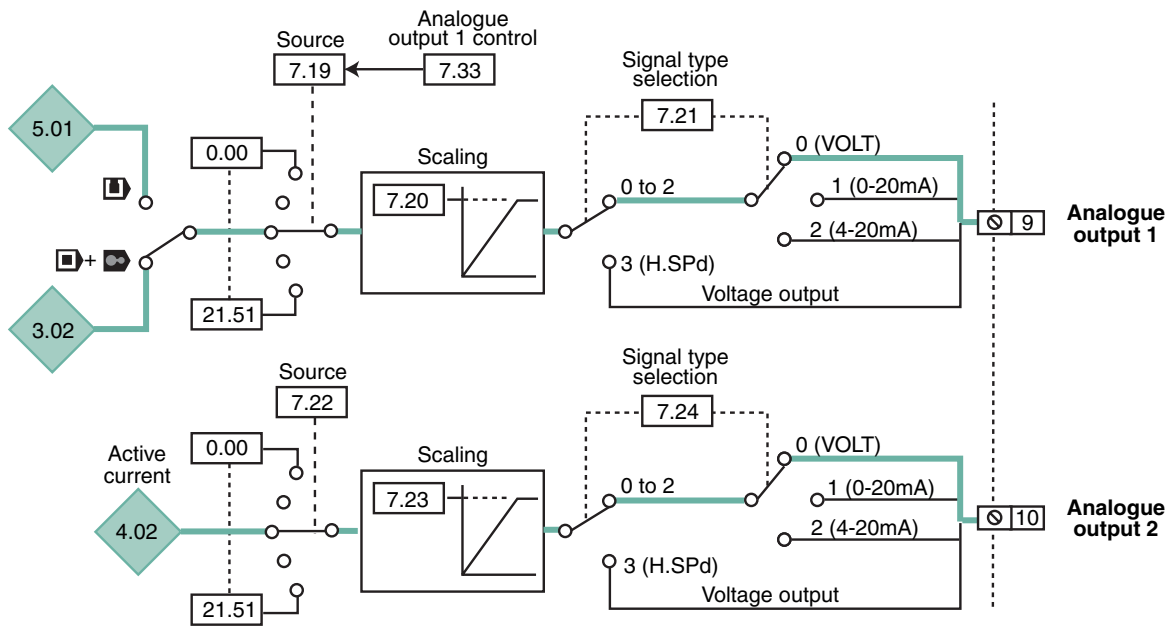 Analogue
output 1 control
Source
7.19
7.33
Signal type
selection
7.21
5.01
0.00
Scaling
7.20
0 (VOLT)
0 to 2
1 (0-20mA)
2 (4-20mA)
9
Analogue
output 1
+
3 (H.SPd)
Voltage output
21.51
3.02
Source
7.22
Signal type
selection
7.24
Active
current
4.02
0.00
Scaling
7.23
0 (VOLT)
0 to 2
1 (0-20mA)
2 (4-20mA)
10
Analogue
output 2
3 (H.SPd)
Voltage output
21.51